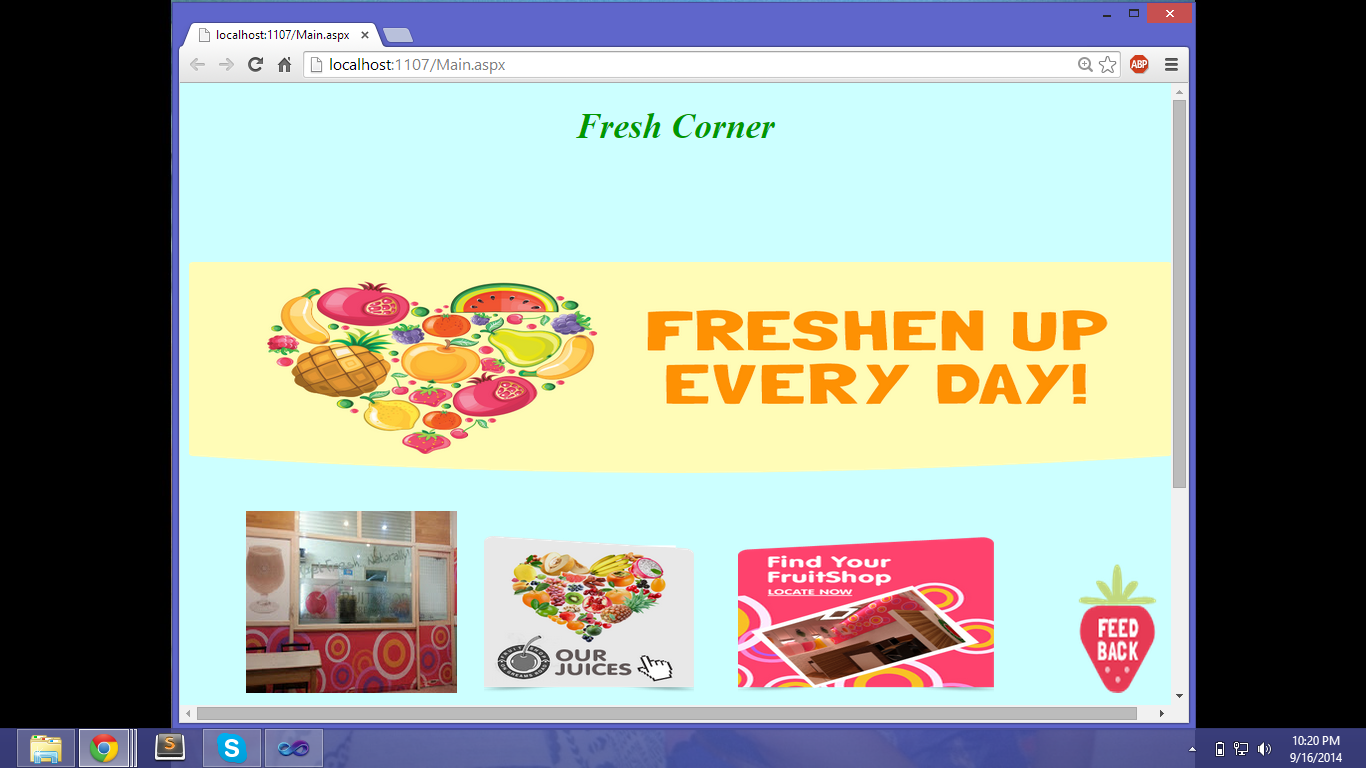 localhost:1107/Main.aspx
localhost:1107/Main.aspx
ABP
Fresh Corner
FRESHEN UP
EVERY DAY!
Naturally
OUR
JUICES
Find Your
FruitShop
LOCATE NOW
FEED
BACK
S
10:20 PM
9/16/2014